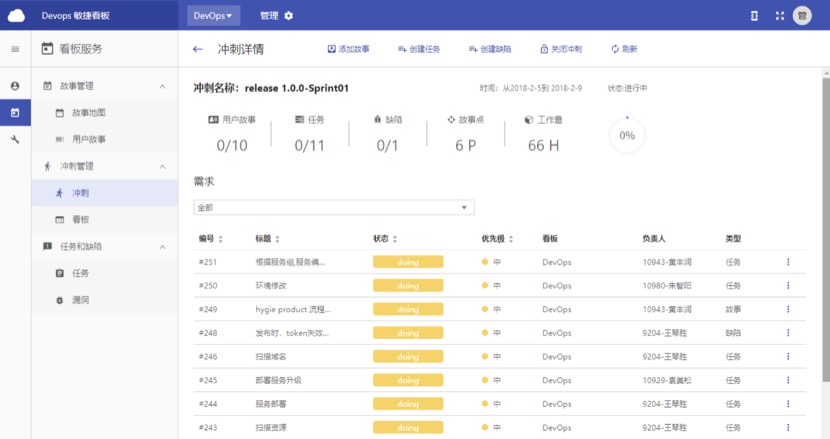 Devops 敏捷看板
DevOps
管理
管
看板服务
冲刺详情
添加故事
创建任务
创建缺陷
关闭冲刺
刷新
故事管理
故事地图
用户故事
冲刺管理
冲刺
看板
任务和缺陷
任务
漏洞
冲刺名称： release 1.0.0-Sprint01
时间：从2018-2-5到 2018-2-9
状态:进行中
用户故事
任务
缺陷
故事点
工作量
0/10
0/11
0/1
6 P
66 H
0%
需求
全部
编号 标题 状态 优先级 看板 负责人 类型
#251 根据服务组,服务编... doing 中 DevOps 10943-黄丰润 任务
#250 环境修改 doing 中 DevOps 10980-朱智阳 任务
#249 hygie product 流程... doing 中 DevOps 10943-黄丰润 故事
#248 发布时，token失效... doing 中 DevOps 9204-王琴胜 缺陷
#246 扫描域名 doing 中 DevOps 9204-王琴胜 任务
#245 部署服务升级 doing 中 DevOps 10929-袁美松 任务
#244 服务部署 doing 中 DevOps 9204-王琴胜 任务
#243 扫描资源 doing 中 DevOps 9204-王琴胜 任务